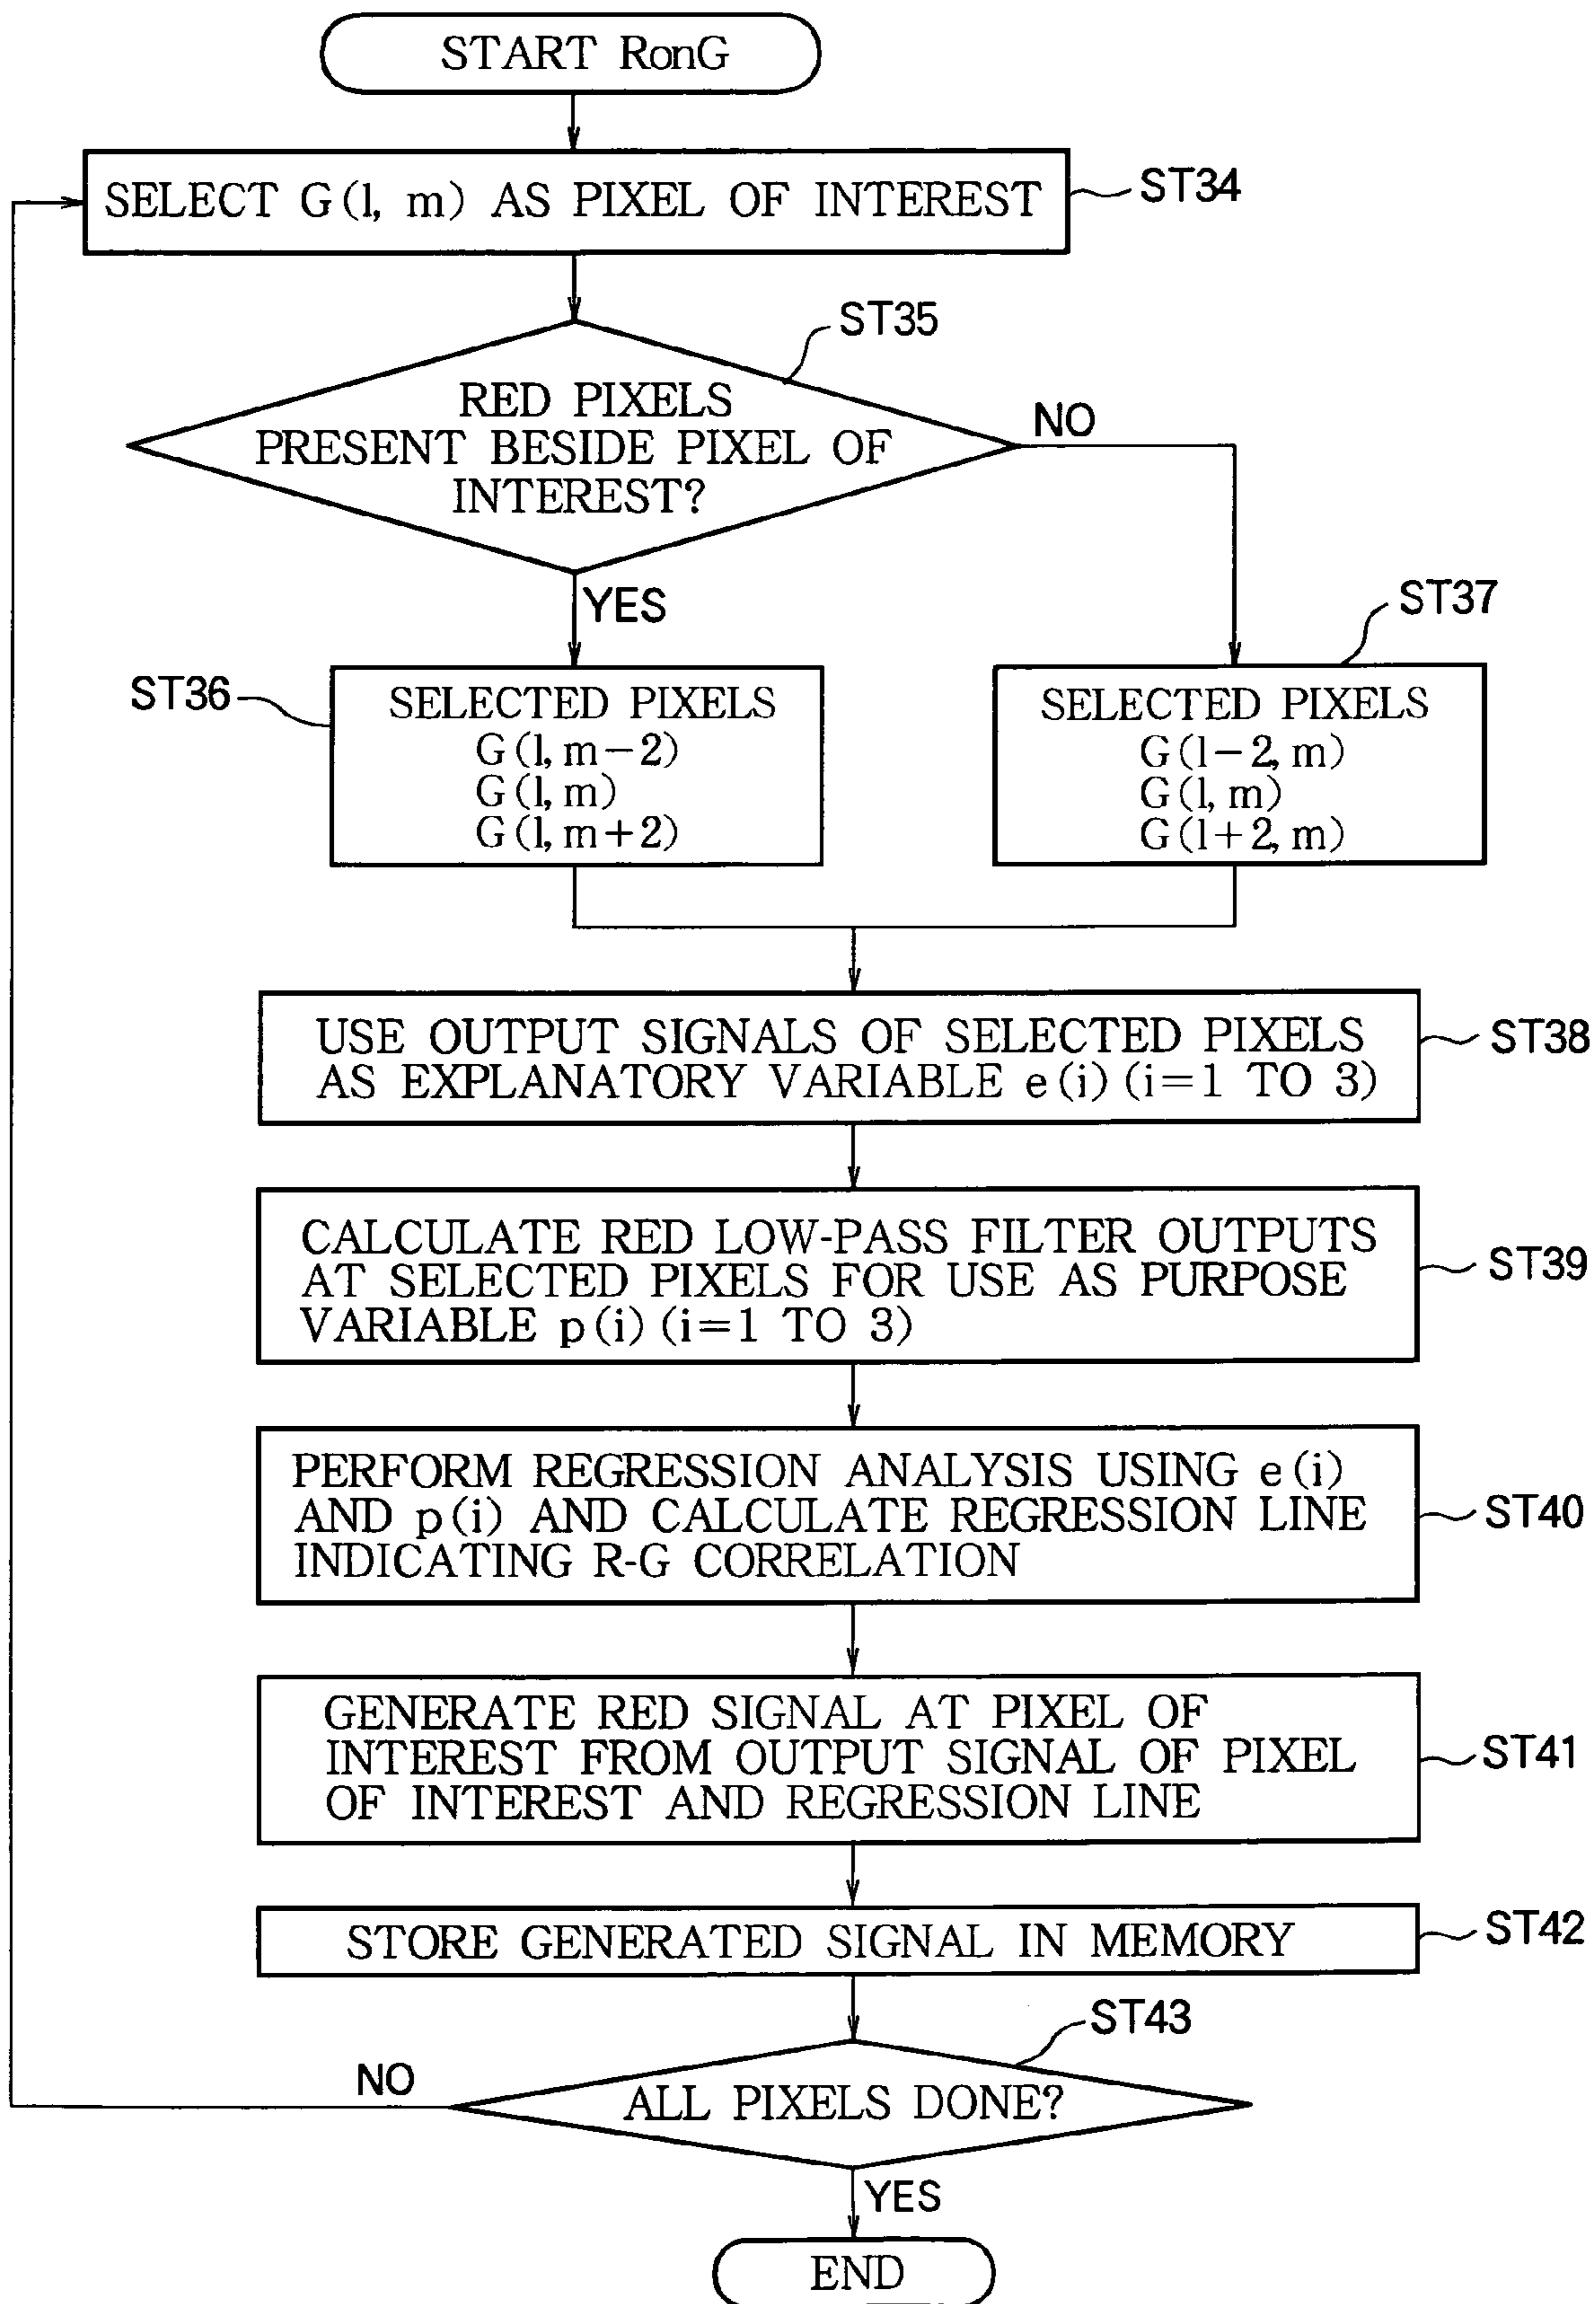 START RonG
SELECT G(l, m) AS PIXEL OF INTEREST
ST34
ST35
RED PIXELS
PRESENT BESIDE PIXEL OF
INTEREST?
NO
YES
ST36
SELECTED PIXELS
G(l, m−2)
G(l, m)
G(l, m+2)
ST37
SELECTED PIXELS
G(l−2, m)
G(l, m)
G(l+2, m)
USE OUTPUT SIGNALS OF SELECTED PIXELS
AS EXPLANATORY VARIABLE e(i) (i=1 TO 3)
ST38
CALCULATE RED LOW-PASS FILTER OUTPUTS
AT SELECTED PIXELS FOR USE AS PURPOSE
VARIABLE p(i) (i=1 TO 3)
ST39
PERFORM REGRESSION ANALYSIS USING e(i)
AND p(i) AND CALCULATE REGRESSION LINE
INDICATING R-G CORRELATION
ST40
GENERATE RED SIGNAL AT PIXEL OF
INTEREST FROM OUTPUT SIGNAL OF PIXEL
OF INTEREST AND REGRESSION LINE
ST41
STORE GENERATED SIGNAL IN MEMORY
ST42
ST43
NO
ALL PIXELS DONE?
YES
END